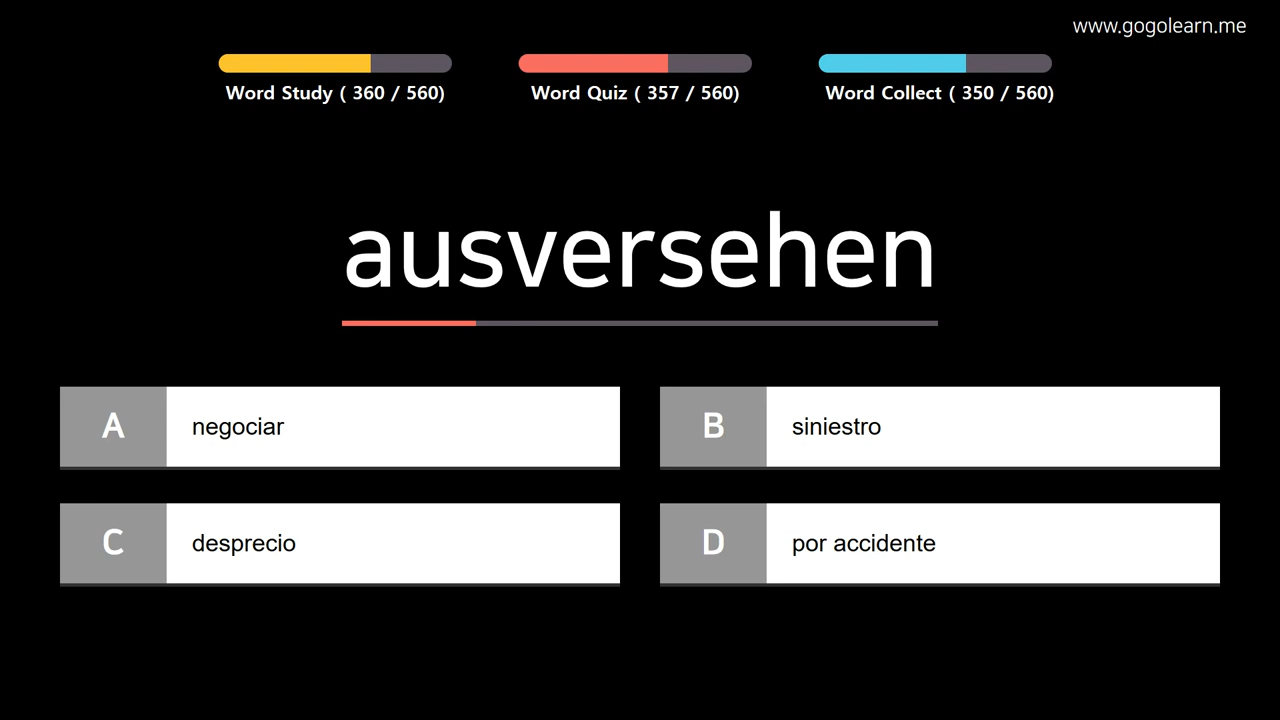 www.gogolearn.me
Word Study ( 360 / 560)
Word Quiz ( 357 / 560)
Word Collect ( 350 / 560)
ausversehen
A negociar
B siniestro
C desprecio
D por accidente